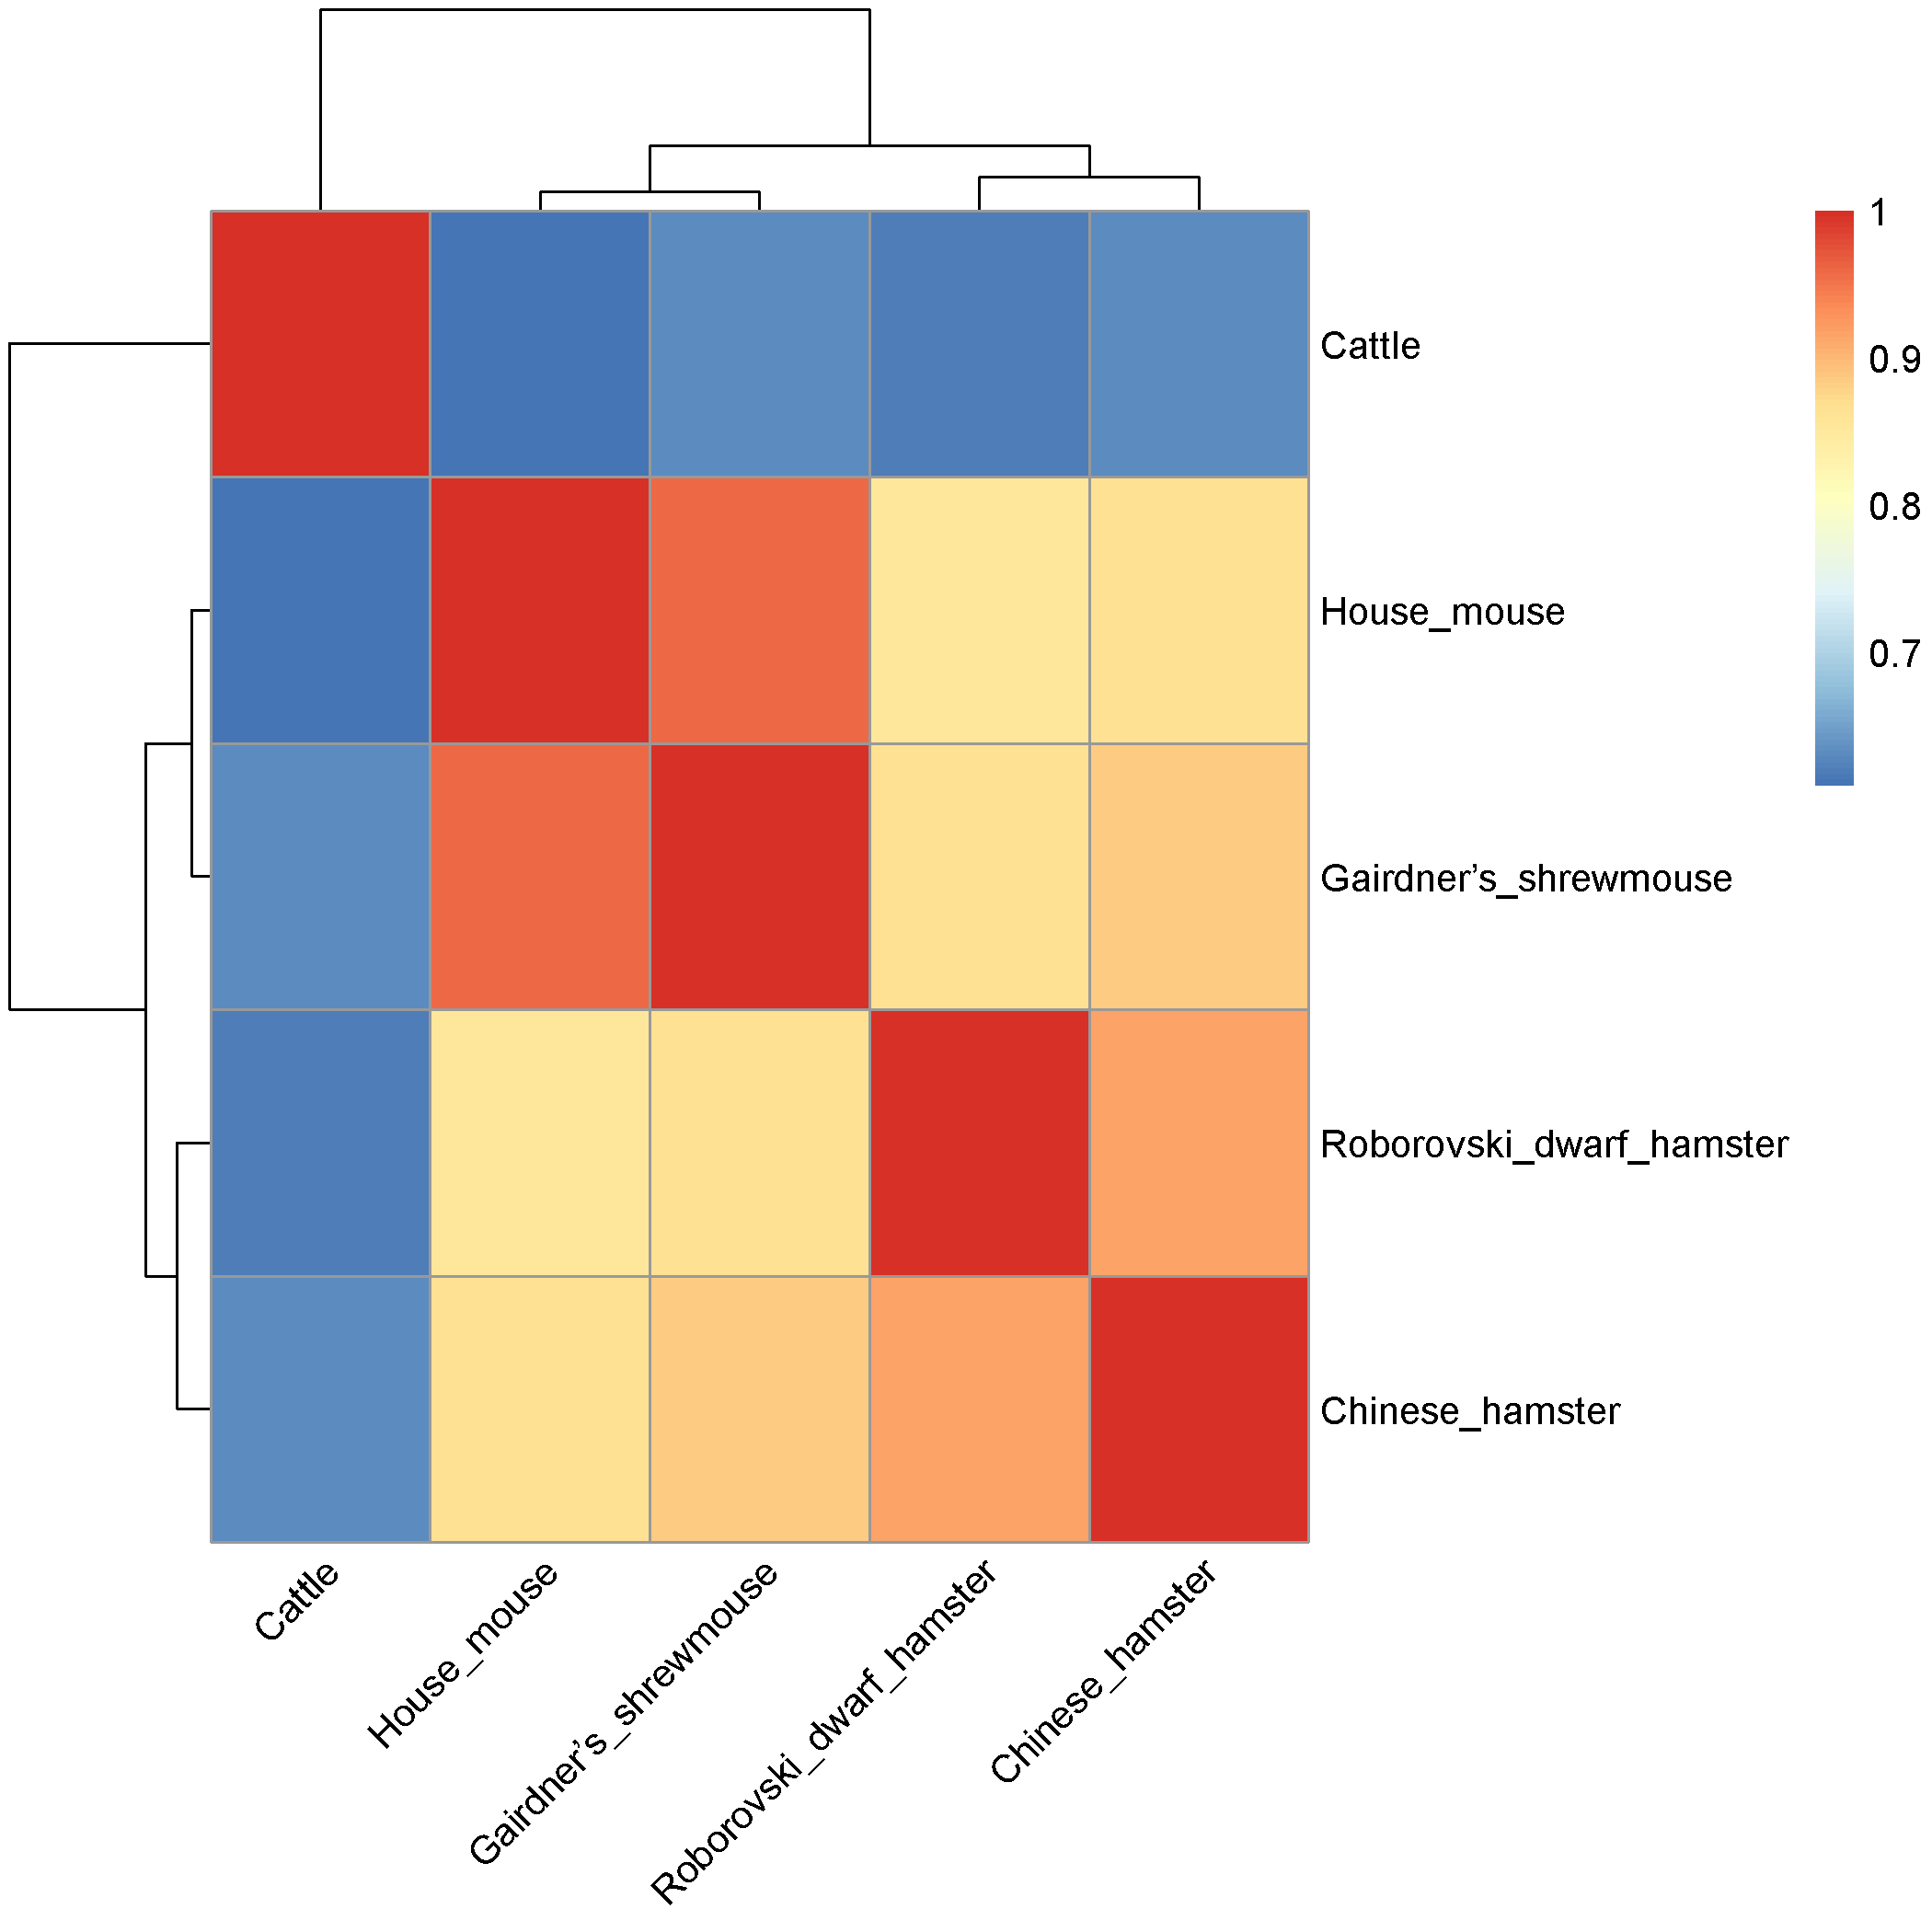 1
0.9
0.8
0.7
Cattle
House_mouse
Gairdner’s_shrewmouse
Roborovski_dwarf_hamster
Chinese_hamster
Cattle
House_mouse
Gairdner’s_shrewmouse
Roborovski_dwarf_hamster
Chinese_hamster